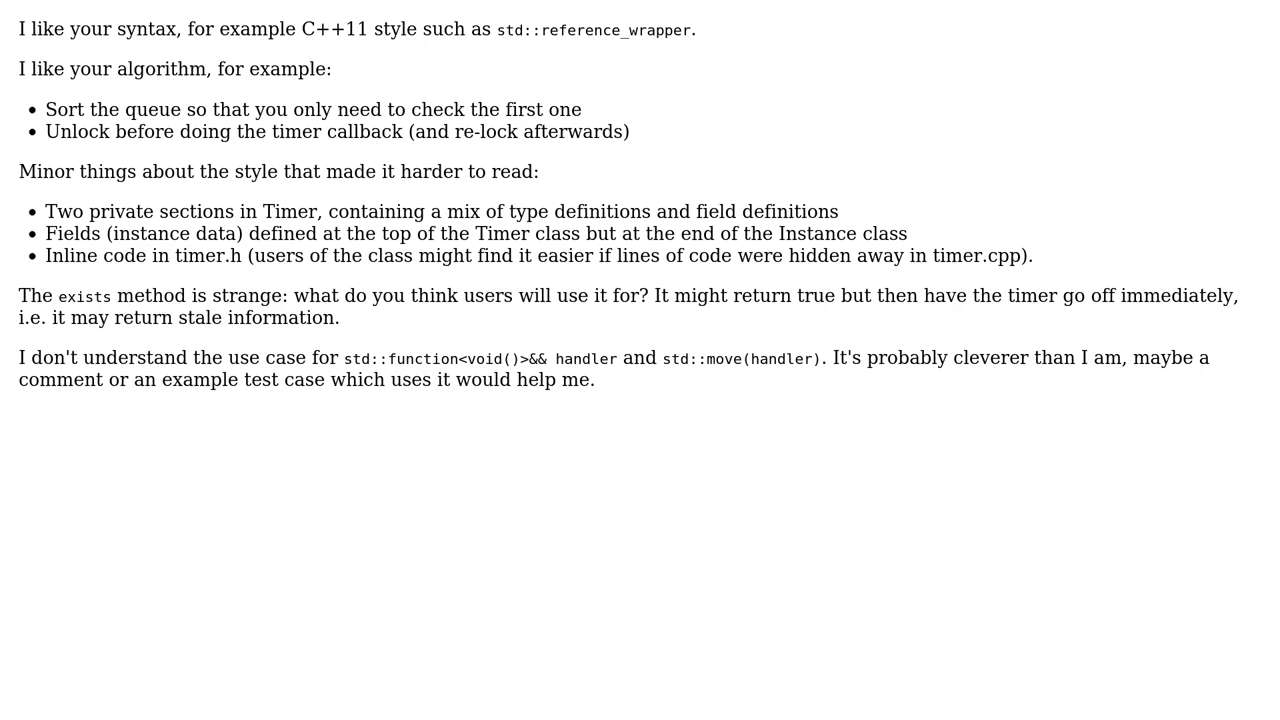 I like your syntax, for example C++11 style such as std::reference_wrapper.
I like your algorithm, for example:
• Sort the queue so that you only need to check the first one
• Unlock before doing the timer callback (and re-lock afterwards)
Minor things about the style that made it harder to read:
• Two private sections in Timer, containing a mix of type definitions and field definitions
• Fields (instance data) defined at the top of the Timer class but at the end of the Instance class
• Inline code in timer.h (users of the class might find it easier if lines of code were hidden away in timer.cpp).
The exists method is strange: what do you think users will use it for? It might return true but then have the timer go off immediately,
i.e. it may return stale information.
I don't understand the use case for std::function<void()>&& handler and std::move(handler). It's probably cleverer than I am, maybe a
comment or an example test case which uses it would help me.